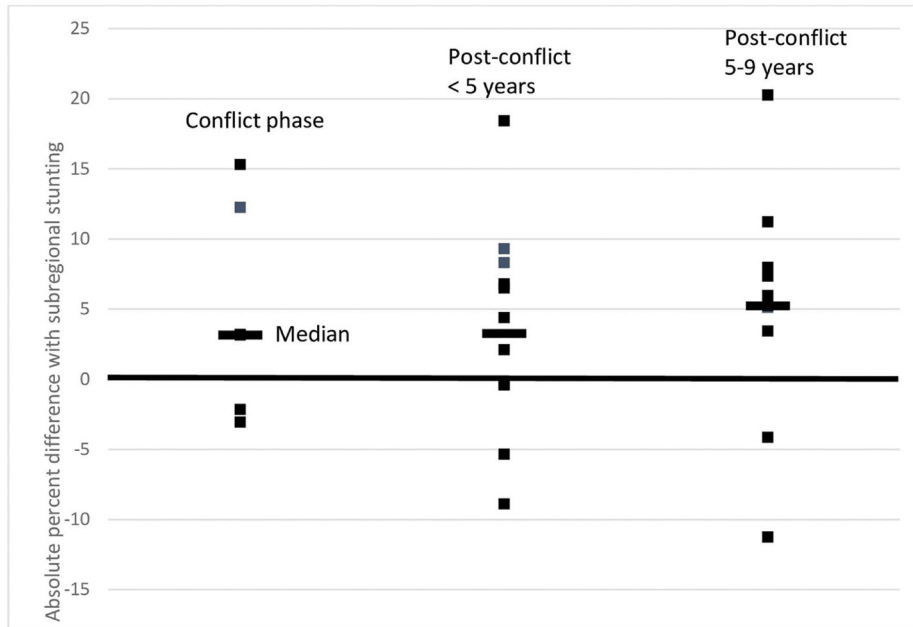 Absolute percent difference with subregional stunting
25
20
15
10
5
0
-5
-10
-15
Conflict phase
Median
Post-conflict
< 5 years
Post-conflict
5-9 years